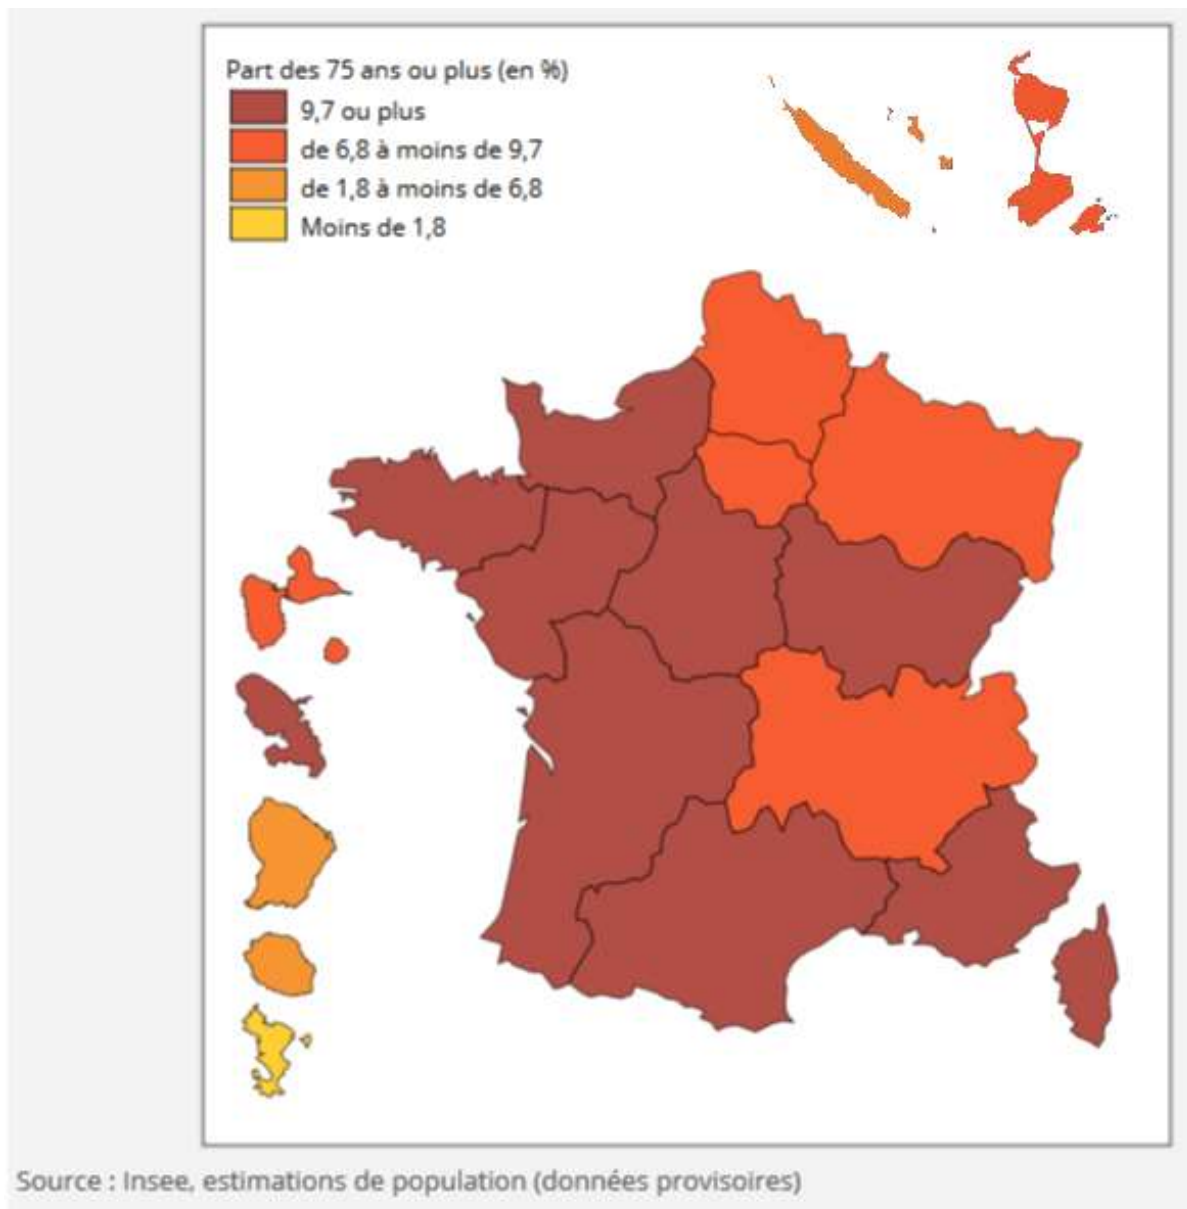 Part des 75 ans ou plus (en %)
9,7 ou plus
de 6,8 à moins de 9,7
de 1,8 à moins de 6,8
Moins de 1,8
Source : Insee, estimations de population (données provisoires)